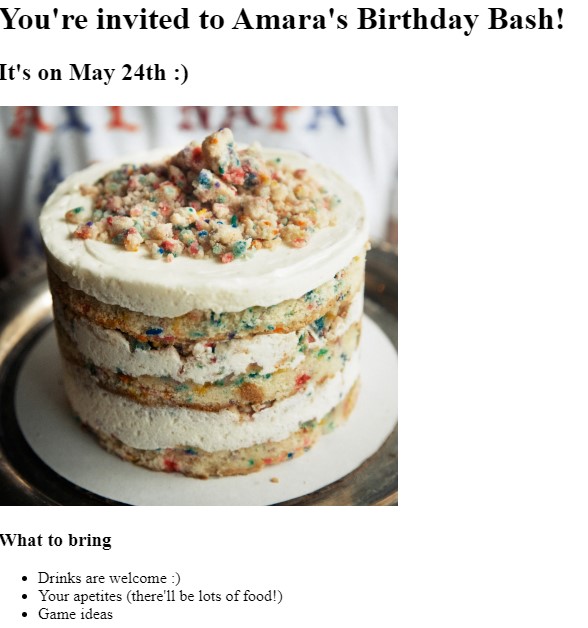 You're invited to Amara's Birthday Bash!
It's on May 24th :)
What to bring
Drinks are welcome :)
Your apetites (there'll be lots of food!)
Game ideas